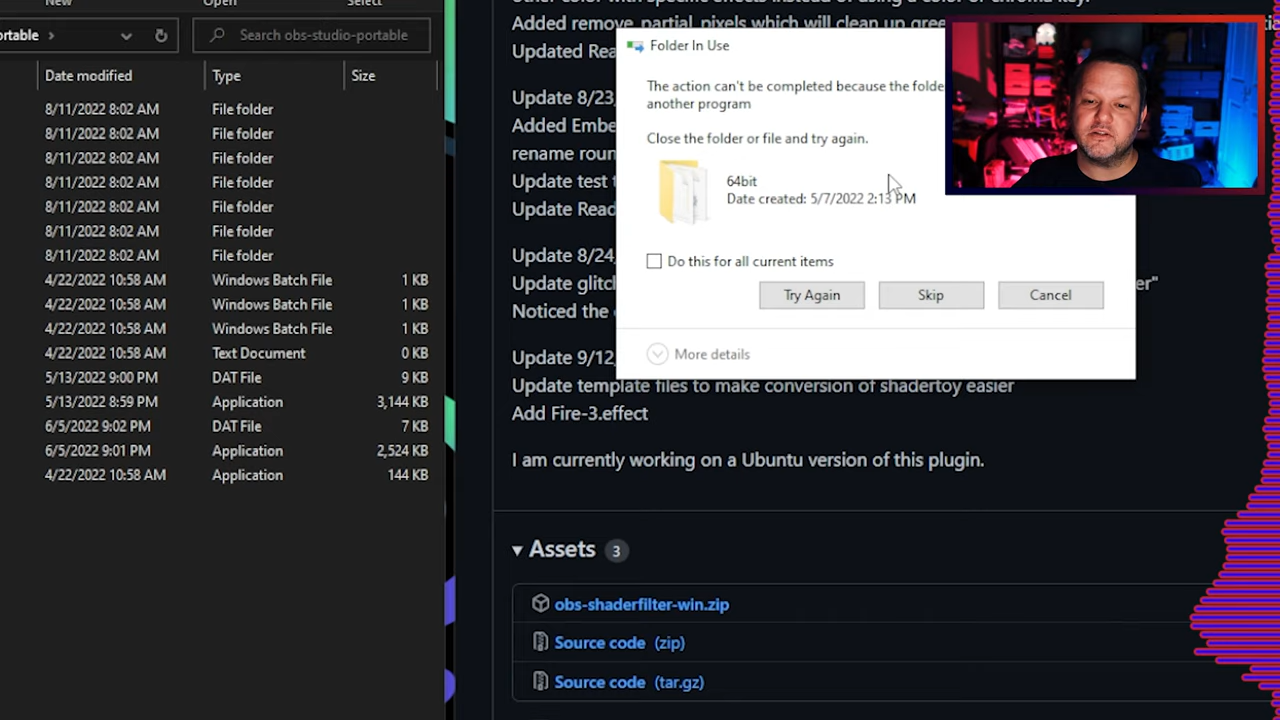 New
Open
Select
Search obs-studio-portable
Date modified
Type
Size
8/11/2022 8:02 AM File folder
8/11/2022 8:02 AM File folder
8/11/2022 8:02 AM File folder
8/11/2022 8:02 AM File folder
8/11/2022 8:02 AM File folder
8/11/2022 8:02 AM File folder
8/11/2022 8:02 AM File folder
4/22/2022 10:58 AM Windows Batch File 1 KB
4/22/2022 10:58 AM Windows Batch File 1 KB
4/22/2022 10:58 AM Windows Batch File 1 KB
4/22/2022 10:58 AM Text Document 0 KB
5/13/2022 9:00 PM DAT File 9 KB
5/13/2022 8:59 PM Application 3,144 KB
6/5/2022 9:02 PM DAT File 7 KB
6/5/2022 9:01 PM Application 2,524 KB
4/22/2022 10:58 AM Application 144 KB
Added remove_partial_pixels which will clean up gree
Updated Rea
Update 8/23,
Added Embe
rename roun
Update test t
Update Read
Update 8/24,
Update glitch
Noticed the
Update 9/12,
Update template files to make conversion of shadertoy easier
Add Fire-3.effect
I am currently working on a Ubuntu version of this plugin.
Folder In Use
The action can't be completed because the folde
another program
Close the folder or file and try again.
64bit
Date created: 5/7/2022 2:13 PM
Do this for all current items
Try Again
Skip
Cancel
More details
Assets 3
obs-shaderfilter-win.zip
Source code (zip)
Source code (tar.gz)